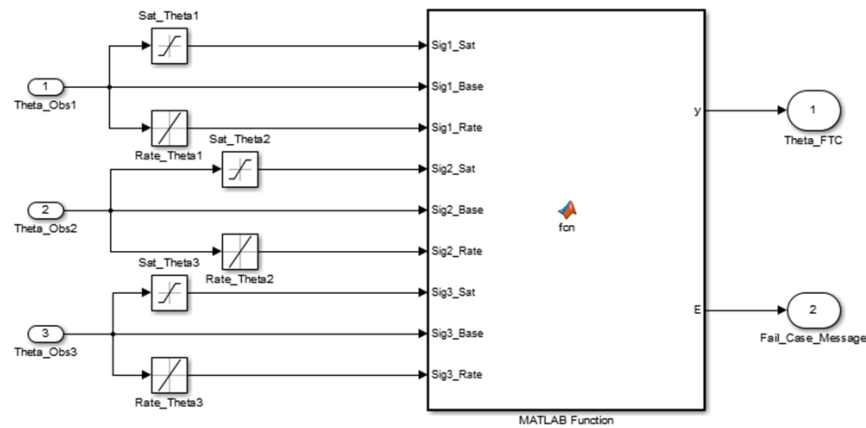 Sat_Theta1
Sig1_Sat
1
Theta_Obs1
Sig1_Base
Sig1_Rate
Rate_Theta1
Sat_Theta2
Sig2_Sat
2
Theta_Obs2
Sig2_Base
Sig2_Rate
Rate_Theta2
Sat_Theta3
Sig3_Sat
3
Theta_Obs3
Sig3_Base
Sig3_Rate
Rate_Theta3
fcn
MATLAB Function
y
1
Theta_FTC
E
2
Fail_Case_Message